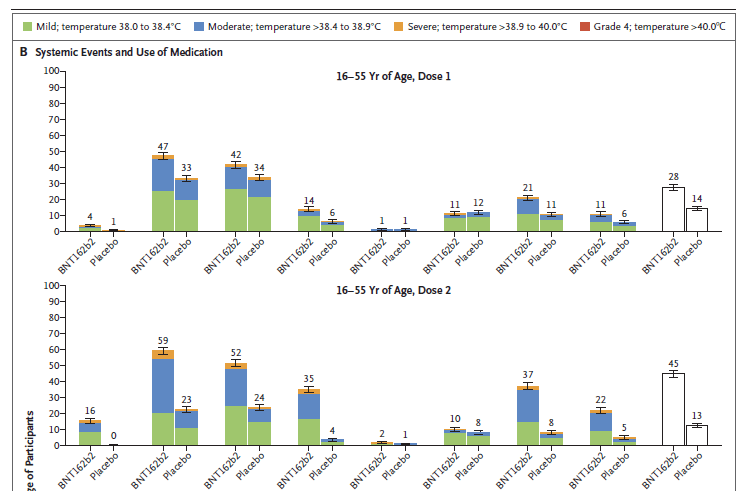 Mild; temperature 38.0 to 38.4°C Moderate; temperature >38.4 to 38.9°C Severe; temperature >38.9 to 40.0°C Grade 4; temperature >40.0°C
B Systemic Events and Use of Medication
16–55 Yr of Age, Dose 1
100
90
80
70
60
50
40
30
20
10
0
4 1 47 33 42 34 14 6 1 1 11 12 21 11 11 6 28 14
BNT162b2 Placebo BNT162b2 Placebo BNT162b2 Placebo BNT162b2 Placebo BNT162b2 Placebo BNT162b2 Placebo BNT162b2 Placebo BNT162b2 Placebo BNT162b2 Placebo
16–55 Yr of Age, Dose 2
100
90
80
70
60
50
40
30
20
10
0
16 0 59 23 52 24 35 4 2 1 10 8 37 8 22 5 45 13
BNT162b2 Placebo BNT162b2 Placebo BNT162b2 Placebo BNT162b2 Placebo BNT162b2 Placebo BNT162b2 Placebo BNT162b2 Placebo BNT162b2 Placebo BNT162b2 Placebo
ge of Participants